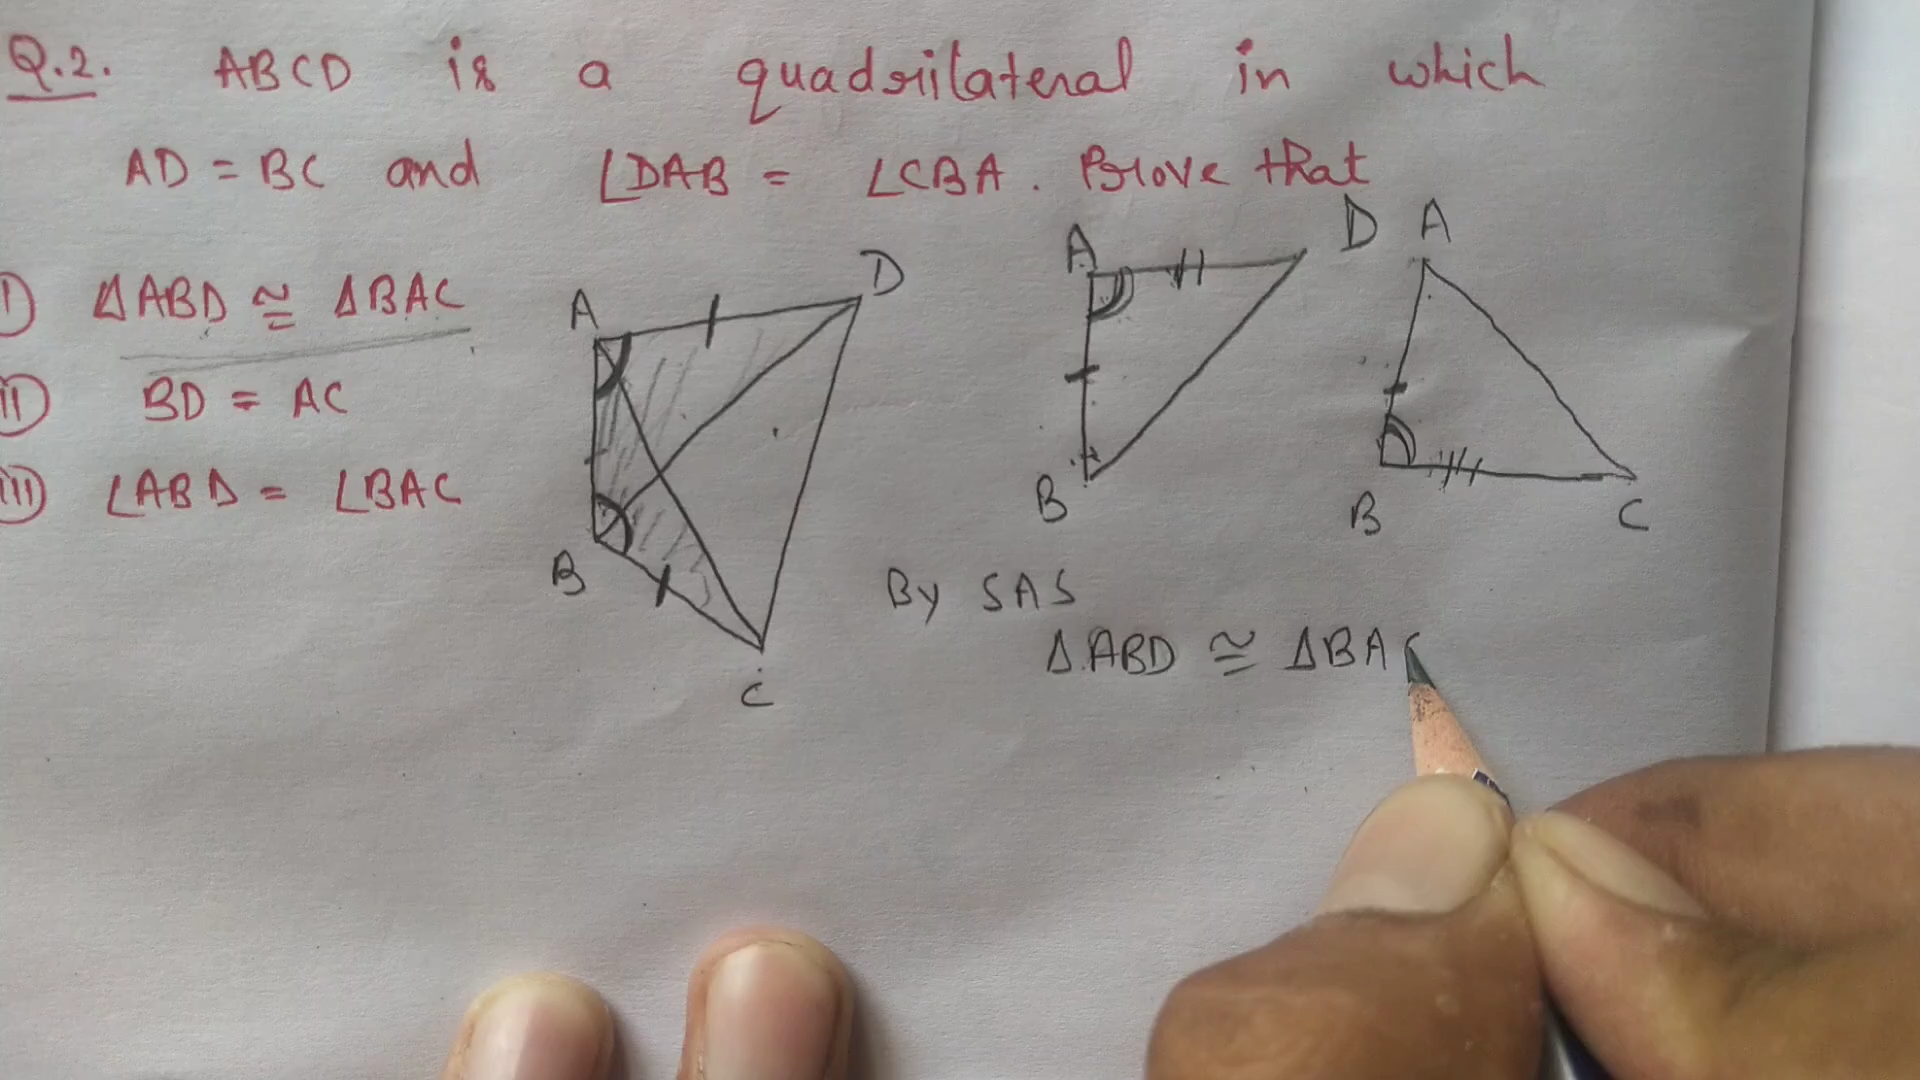 Q.2. ABCD is a quadrilateral in which
AD = BC and ∠DAB = ∠CBA. Prove that
I) ΔABD ≅ ΔBAC
II) BD = AC
III) ∠ABD = ∠BAC
A D
B C
A D
B
A
B C
By SAS
ΔABD ≅ ΔBAC